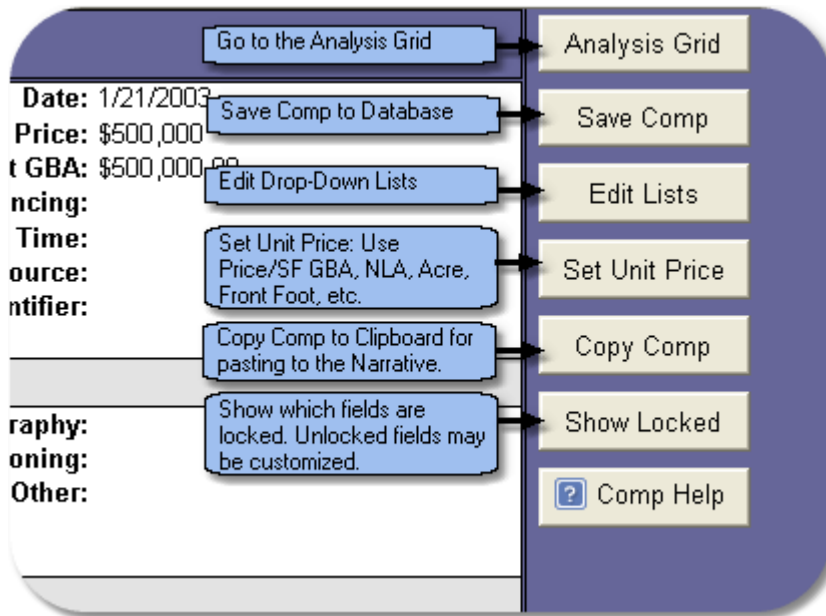 Go to the Analysis Grid
Analysis Grid
Date: 1/21/2003
Save Comp to Database
Save Comp
Price: $500,000
t GBA: $500,000.00
Edit Drop-Down Lists
Edit Lists
ncing:
Time:
Set Unit Price: Use
Price/SF GBA, NLA, Acre,
Front Foot, etc.
Set Unit Price
ource:
ntifier:
Copy Comp to Clipboard for
pasting to the Narrative.
Copy Comp
Show which fields are
locked. Unlocked fields may
be customized.
Show Locked
raphy:
oning:
Other:
? Comp Help